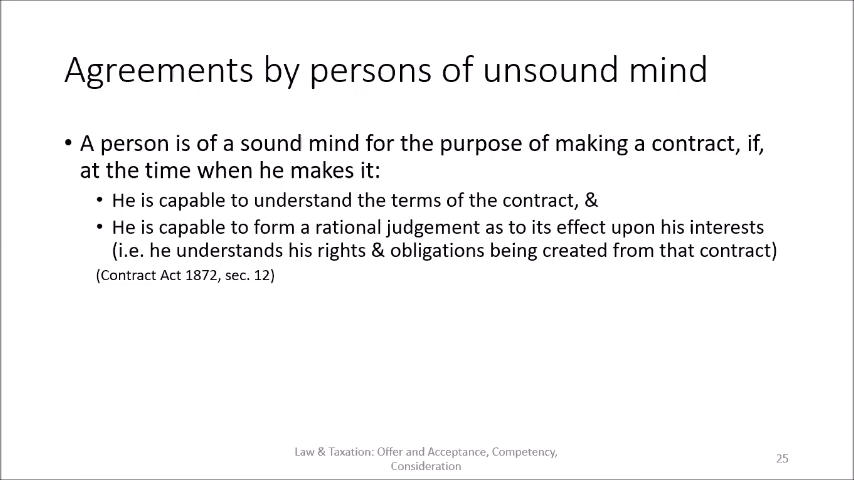 Agreements by persons of unsound mind
• A person is of a sound mind for the purpose of making a contract, if,
at the time when he makes it:
• He is capable to understand the terms of the contract, &
• He is capable to form a rational judgement as to its effect upon his interests
(i.e. he understands his rights & obligations being created from that contract)
(Contract Act 1872, sec. 12)
Law & Taxation: Offer and Acceptance, Competency,
Consideration
25